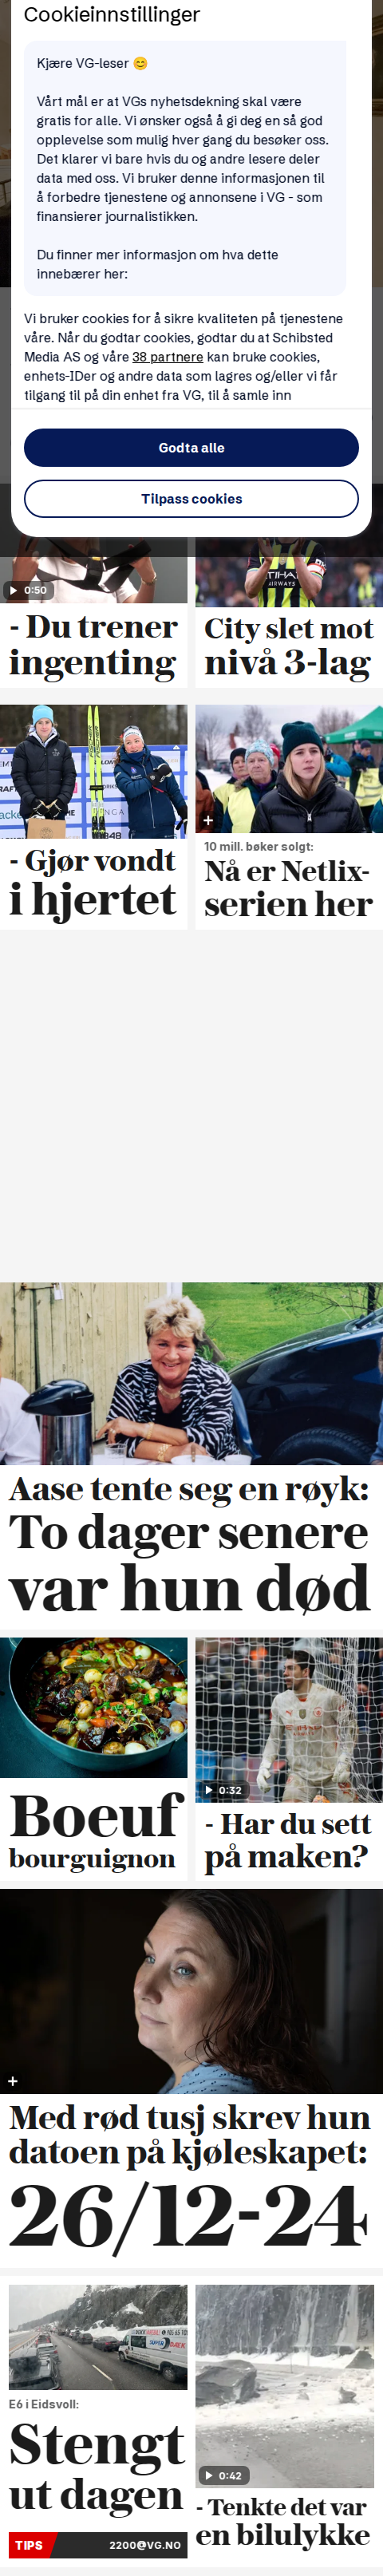 Cookieinnstillinger
Kjære VG-leser 😊
Vårt mål er at VGs nyhetsdekning skal være
gratis for alle. Vi ønsker også å gi deg en så god
opplevelse som mulig hver gang du besøker oss.
Det klarer vi bare hvis du og andre lesere deler
data med oss. Vi bruker denne informasjonen til
å forbedre tjenestene og annonsene i VG - som
finansierer journalistikken.
Du finner mer informasjon om hva dette
innebærer her:
Vi bruker cookies for å sikre kvaliteten på tjenestene
våre. Når du godtar cookies, godtar du at Schibsted
Media AS og våre 38 partnere kan bruke cookies,
enhets-IDer og andre data som lagres og/eller vi får
tilgang til på din enhet fra VG, til å samle inn
Godta alle
Tilpass cookies
0:50
- Du trener
ingenting
City slet mot
nivå 3-lag
- Gjør vondt
i hjertet
10 mill. bøker solgt:
Nå er Netlix-
serien her
Aase tente seg en røyk:
To dager senere
var hun død
Boeuf
bourguignon
0:32
- Har du sett
på maken?
Med rød tusj skrev hun
datoen på kjøleskapet:
26/12-24
E6 i Eidsvoll:
Stengt
ut dagen
TIPS
2200@VG.NO
0:42
- Tenkte det var
en bilulykke